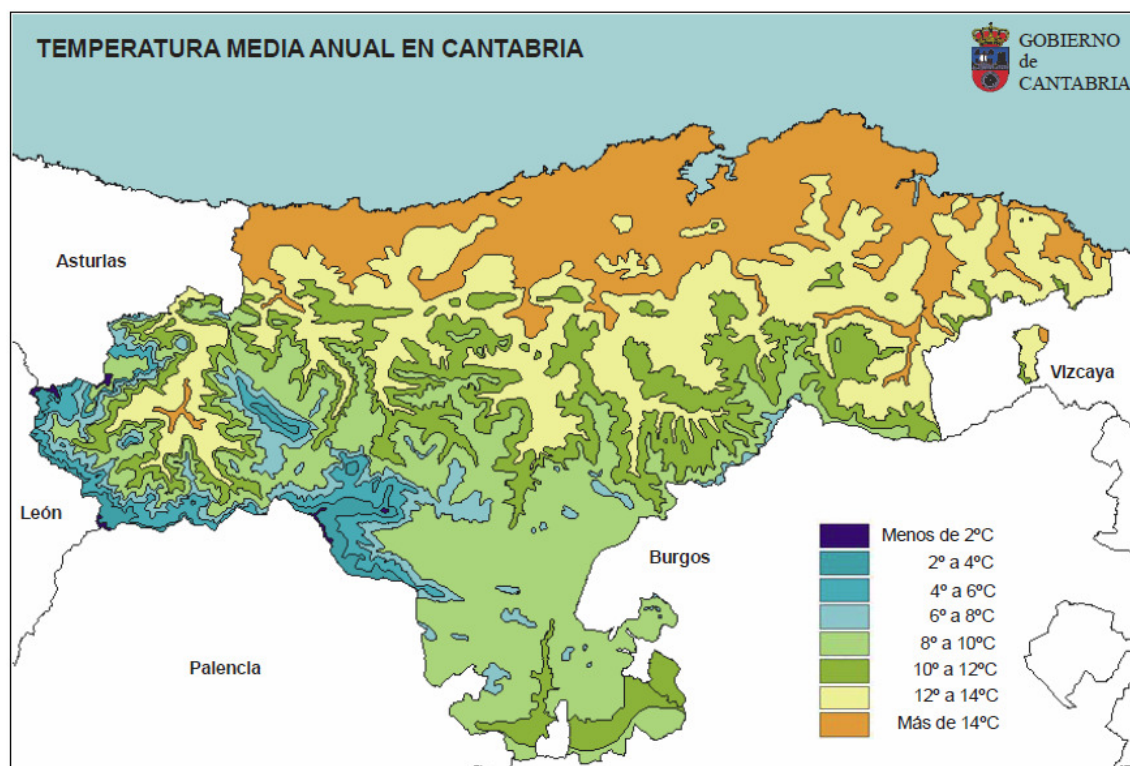 TEMPERATURA MEDIA ANUAL EN CANTABRIA
GOBIERNO
de
CANTABRIA
Asturias
Vizcaya
León
Burgos
Palencia
Menos de 2ºC
2º a 4ºC
4º a 6ºC
6º a 8ºC
8º a 10ºC
10º a 12ºC
12º a 14ºC
Más de 14ºC